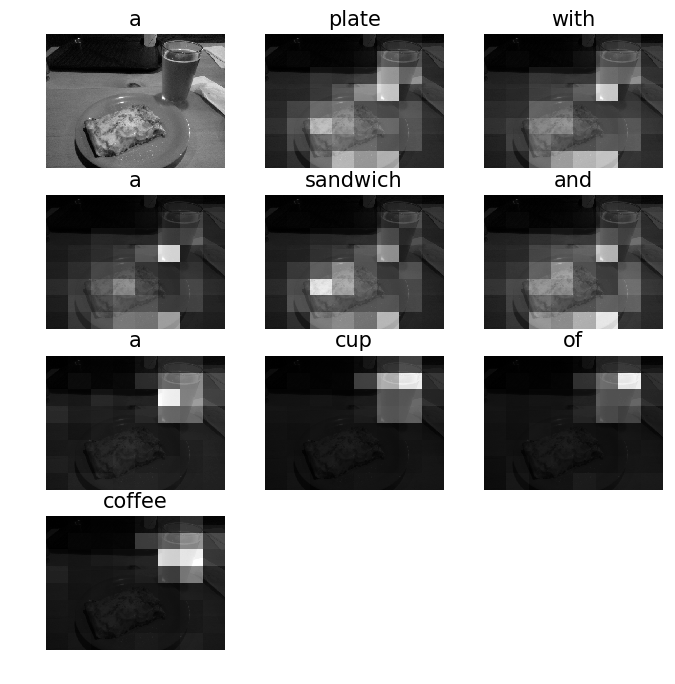 a plate with
a sandwich and
a cup of
coffee